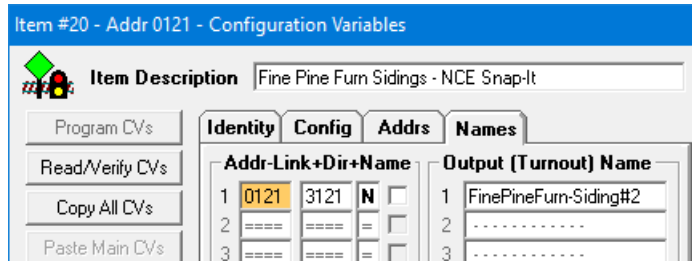 Item #20 - Addr 0121 - Configuration Variables
Item Description Fine Pine Furn Sidings - NCE Snap-It
Program CVs
Read/Verify CVs
Copy All CVs
Paste Main CVs
Identity Config Addrs Names
Addr-Link+Dir+Name Output (Turnout) Name
1 0121 3121 N 1 FinePineFurn-Siding#2
2 ==== ==== = 2 - - - - - - - - - - - -
3 ==== ==== = 3 - - - - - - - - - - - -